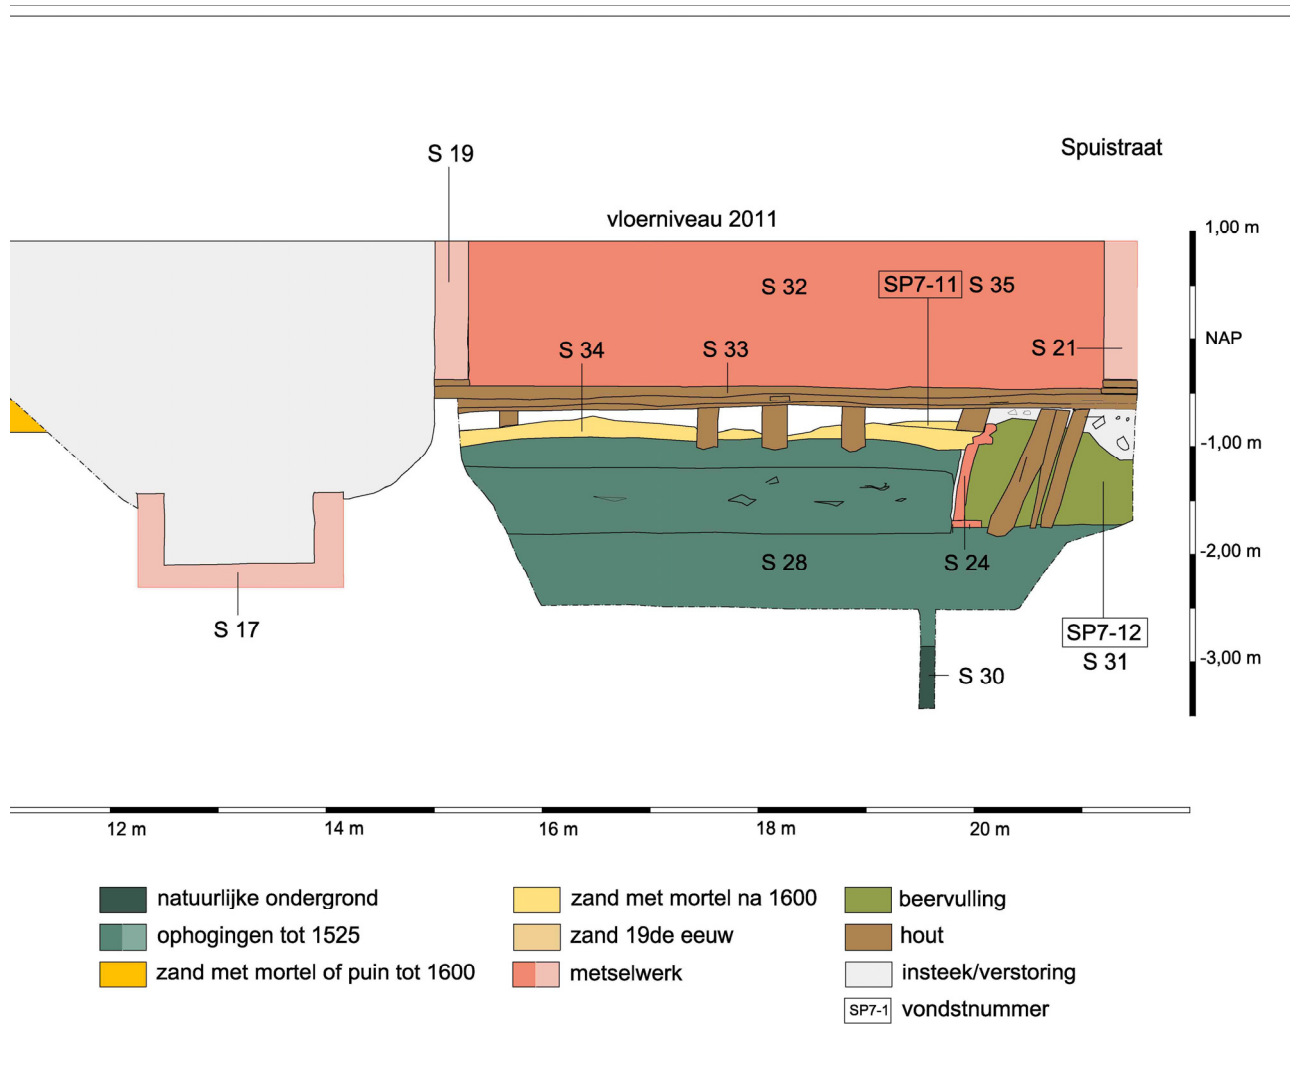 Spuistraat
S 19
vloerniveau 2011
1,00 m
S 32
SP7-11 S 35
S 34
S 33
S 21
NAP
-1,00 m
S 28
S 24
-2,00 m
S 17
SP7-12
S 31
S 30
-3,00 m
12 m
14 m
16 m
18 m
20 m
natuurlijke ondergrond
ophogingen tot 1525
zand met mortel of puin tot 1600
zand met mortel na 1600
zand 19de eeuw
metselwerk
beervulling
hout
insteek/verstoring
SP7-1 vondstnummer